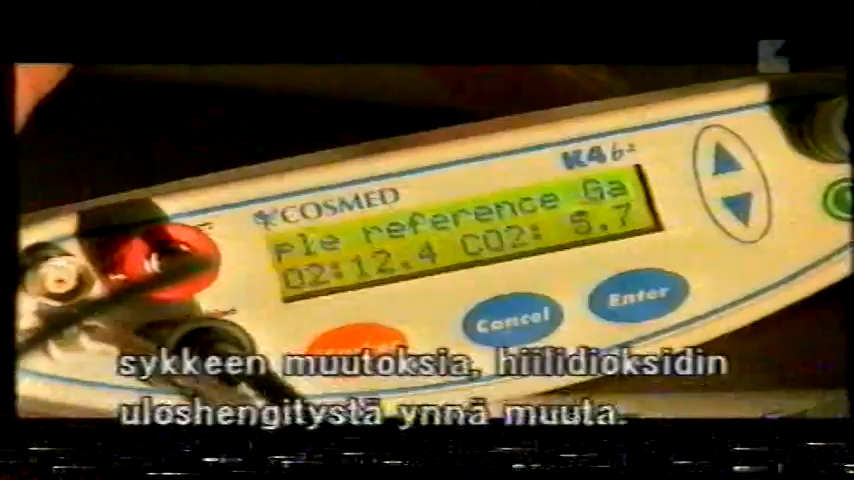 COSMED
K4b²
ple reference Ga
O2:12.4 CO2: 5.7
Cancel
Enter
sykkeen muutoksia, hiilidioksidin
uloshengitystä ynnä muuta.